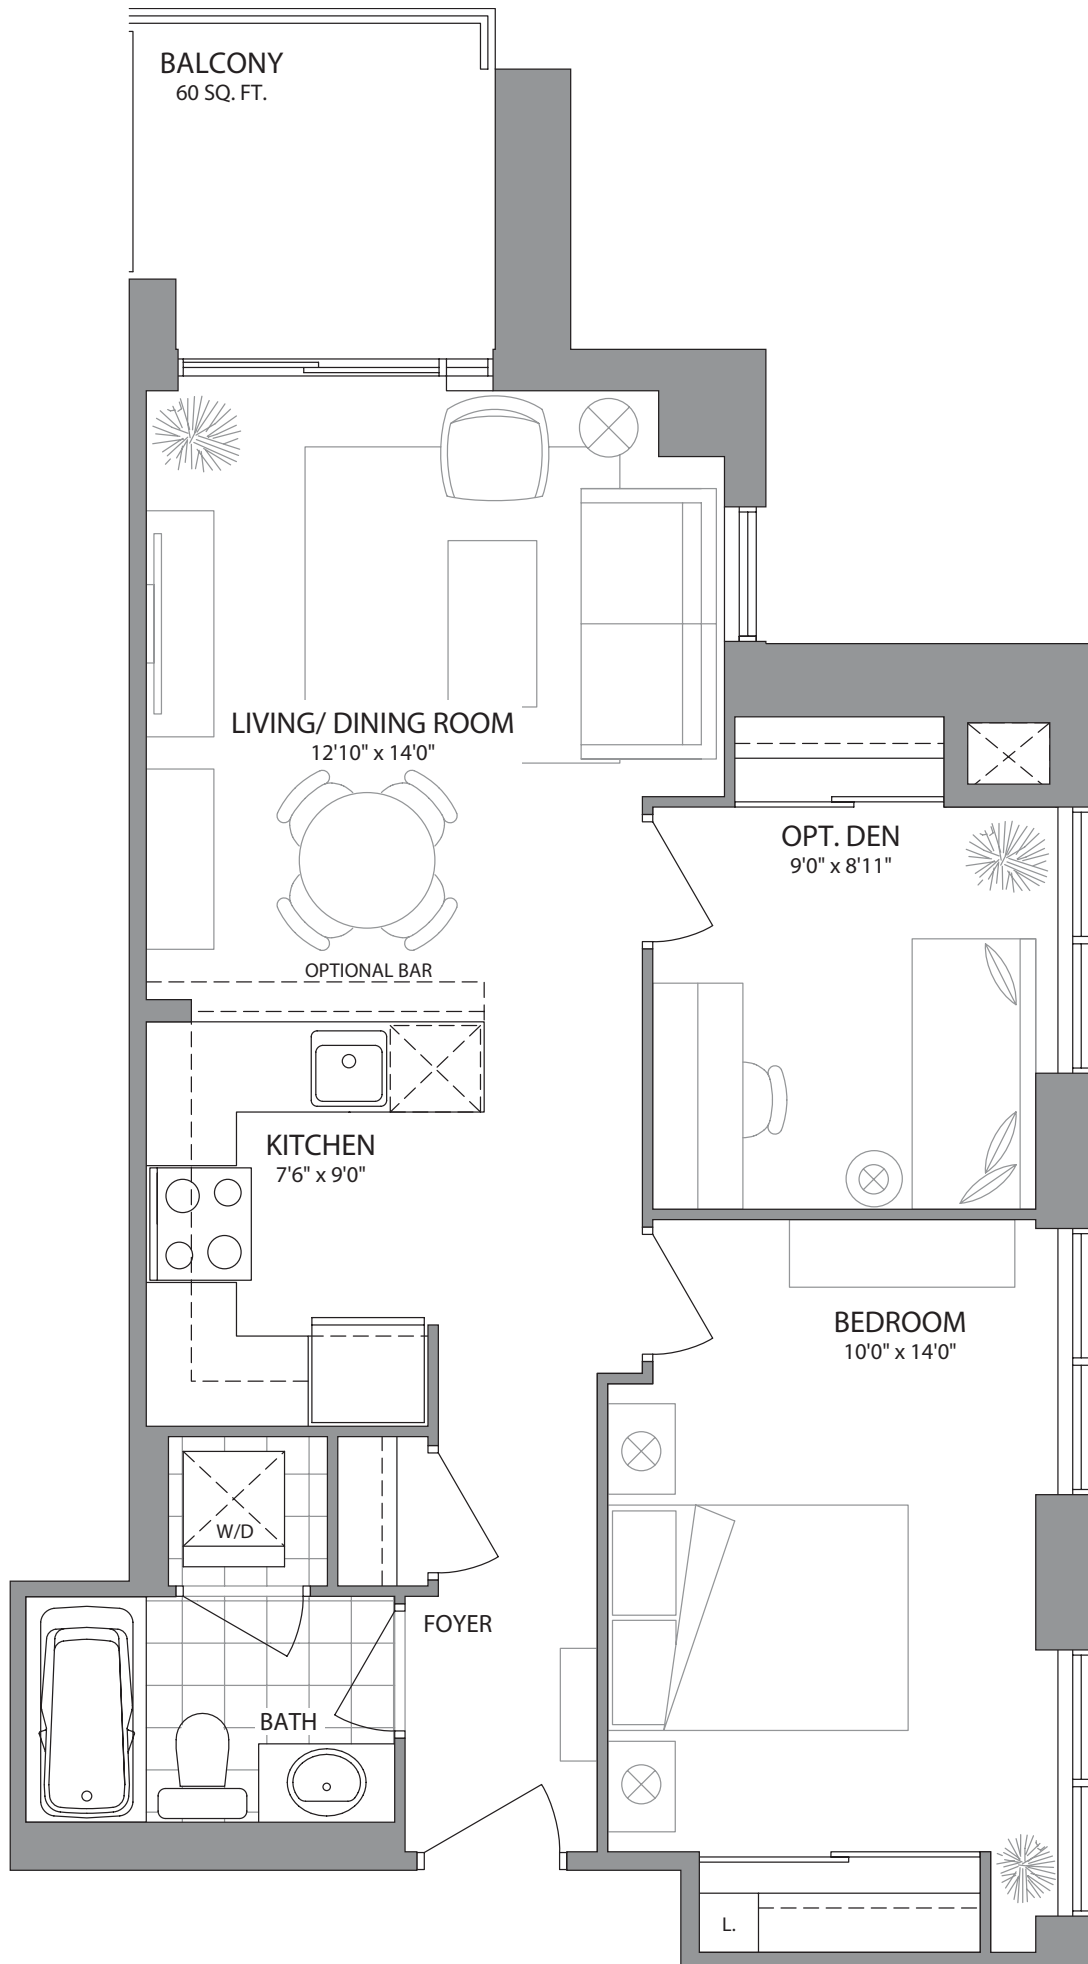 BALCONY
60 SQ. FT.
LIVING/ DINING ROOM
12'10" x 14'0"
OPT. DEN
9'0" x 8'11"
OPTIONAL BAR
KITCHEN
7'6" x 9'0"
BEDROOM
10'0" x 14'0"
W/D
FOYER
BATH
L.